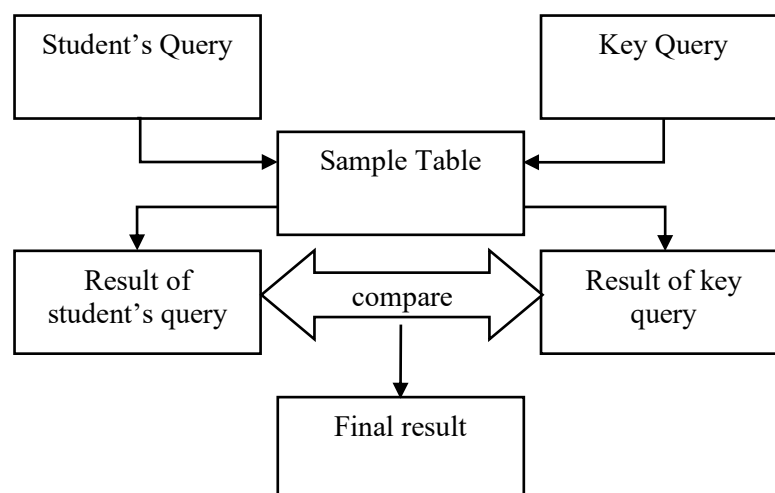 Student’s Query
Key Query
Sample Table
Result of
student’s query
compare
Result of key
query
Final result